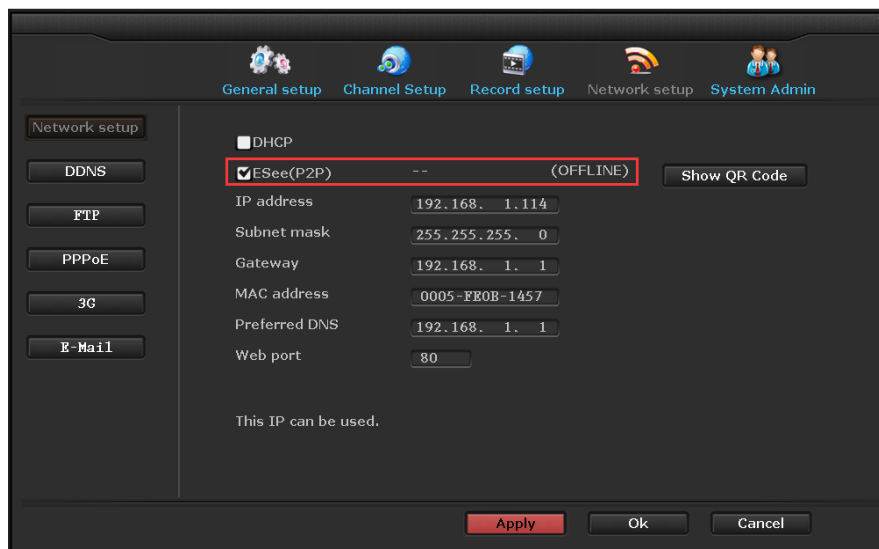 General setup Channel Setup Record setup Network setup System Admin
Network setup
DDNS
FTP
PPPoE
3G
E-Mail
DHCP
ESee(P2P) -- (OFFLINE) Show QR Code
IP address 192.168. 1.114
Subnet mask 255.255.255. 0
Gateway 192.168. 1. 1
MAC address 0005-FE0B-1457
Preferred DNS 192.168. 1. 1
Web port 80
This IP can be used.
Apply Ok Cancel